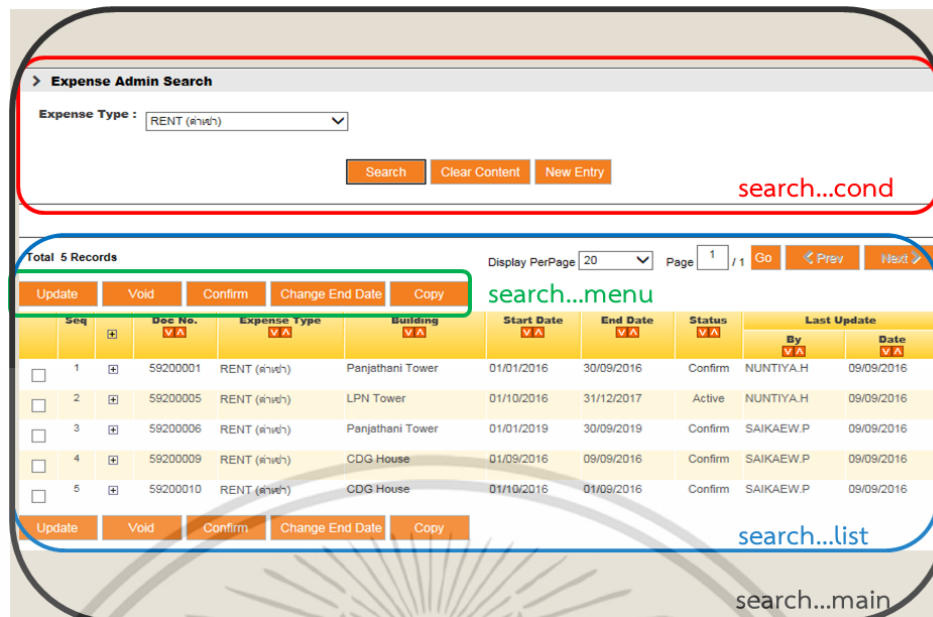 > Expense Admin Search
Expense Type : RENT (ค่าเช่า)
Search Clear Content New Entry
search...cond
Total 5 Records Display PerPage 20 Page 1 / 1 Go < Prev Next >
Update Void Confirm Change End Date Copy search...menu
Seq Doc No. Expense Type Building Start Date End Date Status Last Update
By Date
1 59200001 RENT (ค่าเช่า) Panjathani Tower 01/01/2016 30/09/2016 Confirm NUNTIYA.H 09/09/2016
2 59200005 RENT (ค่าเช่า) LPN Tower 01/10/2016 31/12/2017 Active NUNTIYA.H 09/09/2016
3 59200006 RENT (ค่าเช่า) Panjathani Tower 01/01/2019 30/09/2019 Confirm SAIKAEW.P 09/09/2016
4 59200009 RENT (ค่าเช่า) CDG House 01/09/2016 09/09/2016 Confirm SAIKAEW.P 09/09/2016
5 59200010 RENT (ค่าเช่า) CDG House 01/10/2016 01/09/2016 Confirm SAIKAEW.P 09/09/2016
Update Void Confirm Change End Date Copy
search...list
search...main